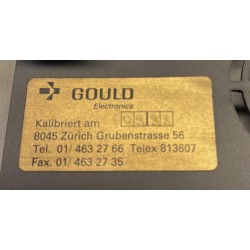 GOULD
Electronics
Kalibriert am
8045 Zürich Grubenstrasse 56
Tel. 01/ 463 27 66 Telex 813607
Fax. 01/ 463 27 35